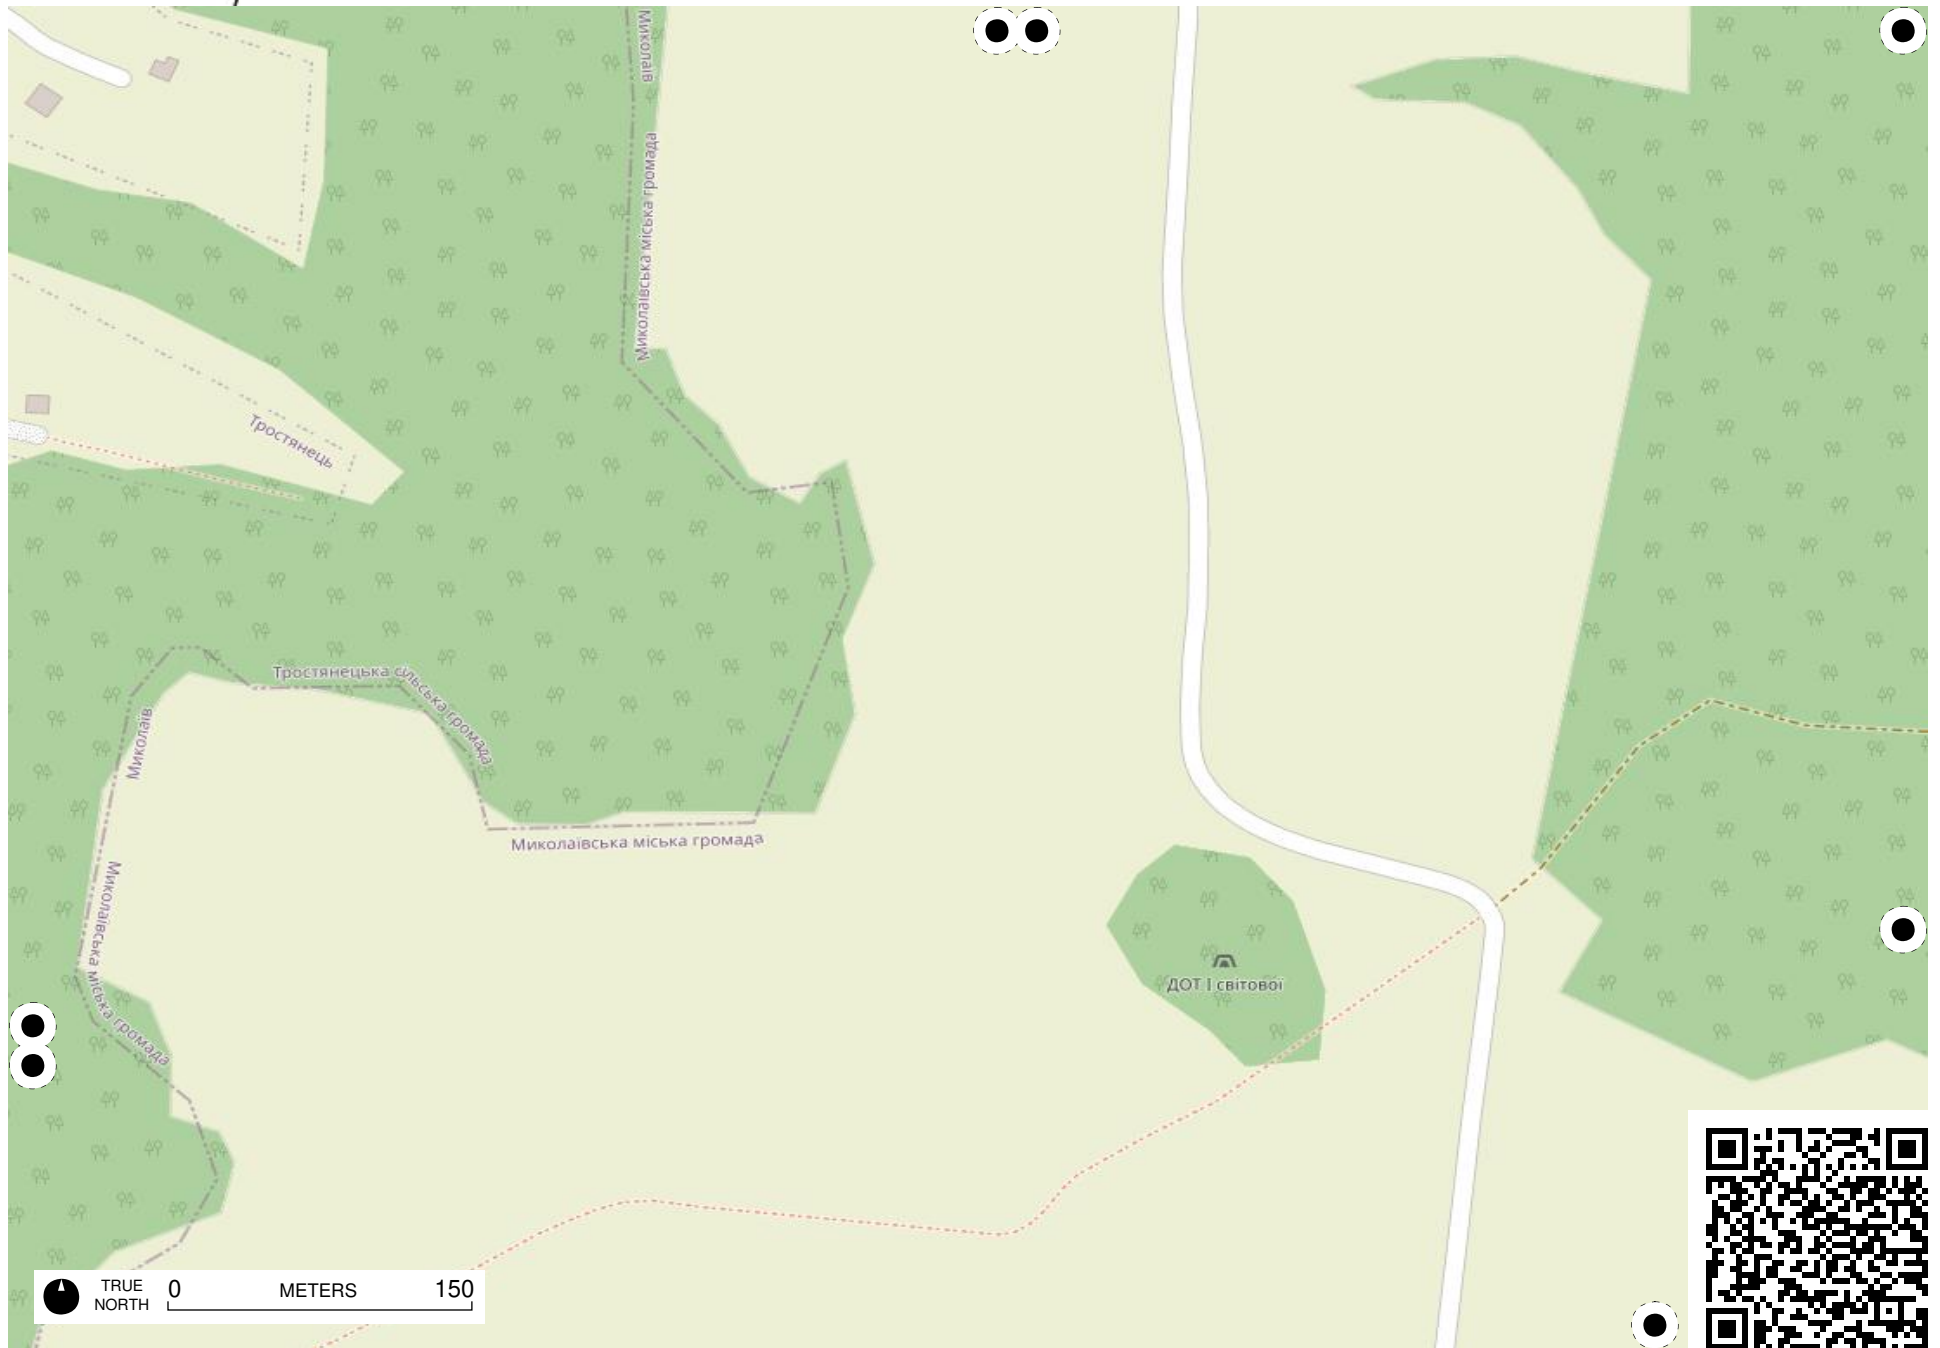 Миколаїв
Миколаївська міська громада
Тростянець
Тростянецька сільська громада
Миколаїв
Миколаївська міська громада
Миколаївська міська громада
ДОТ І світової
TRUE NORTH
0 METERS 150